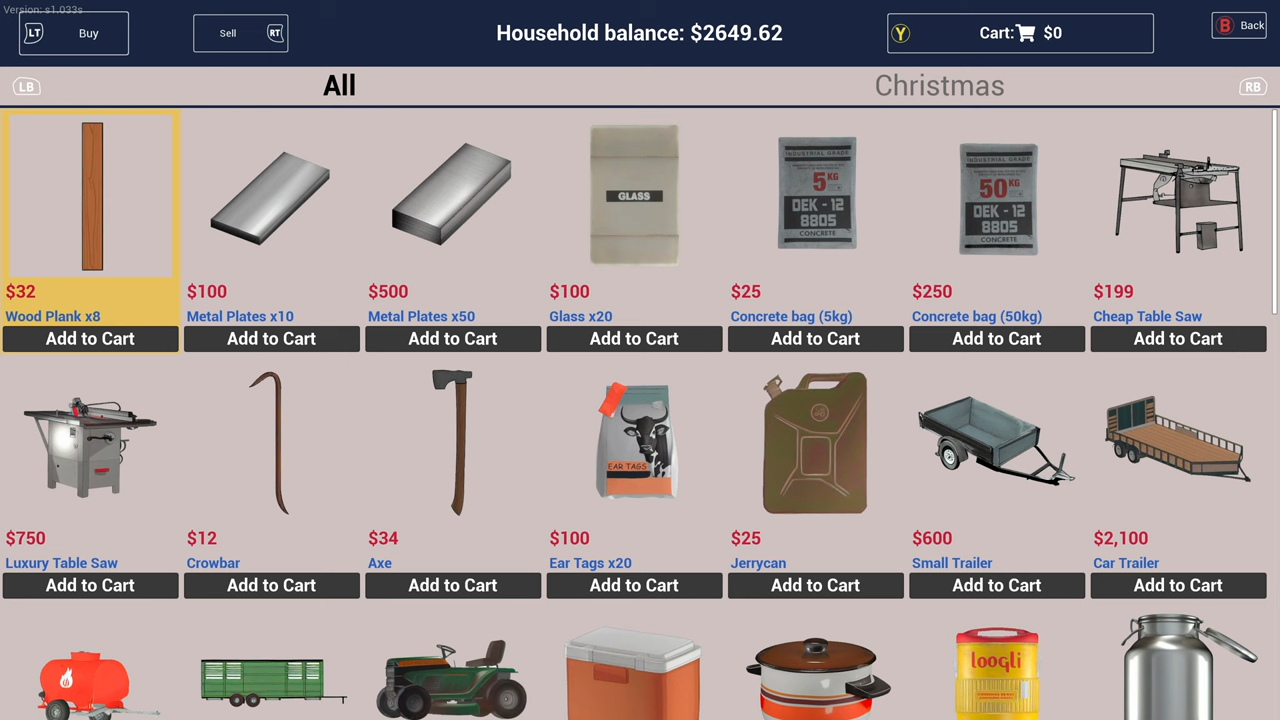 Version: s1.033s
LT Buy
Sell RT
Household balance: $2649.62
Y Cart: $0
B Back
LB
All
Christmas
RB
GLASS
INDUSTRIAL GRADE
5 KG
DEK - 12
8805
CONCRETE
INDUSTRIAL GRADE
50 KG
DEK - 12
8805
CONCRETE
$32
Wood Plank x8
Add to Cart
$100
Metal Plates x10
Add to Cart
$500
Metal Plates x50
Add to Cart
$100
Glass x20
Add to Cart
$25
Concrete bag (5kg)
Add to Cart
$250
Concrete bag (50kg)
Add to Cart
$199
Cheap Table Saw
Add to Cart
EAR TAGS
$750
Luxury Table Saw
Add to Cart
$12
Crowbar
Add to Cart
$34
Axe
Add to Cart
$100
Ear Tags x20
Add to Cart
$25
Jerrycan
Add to Cart
$600
Small Trailer
Add to Cart
$2,100
Car Trailer
Add to Cart
looqli